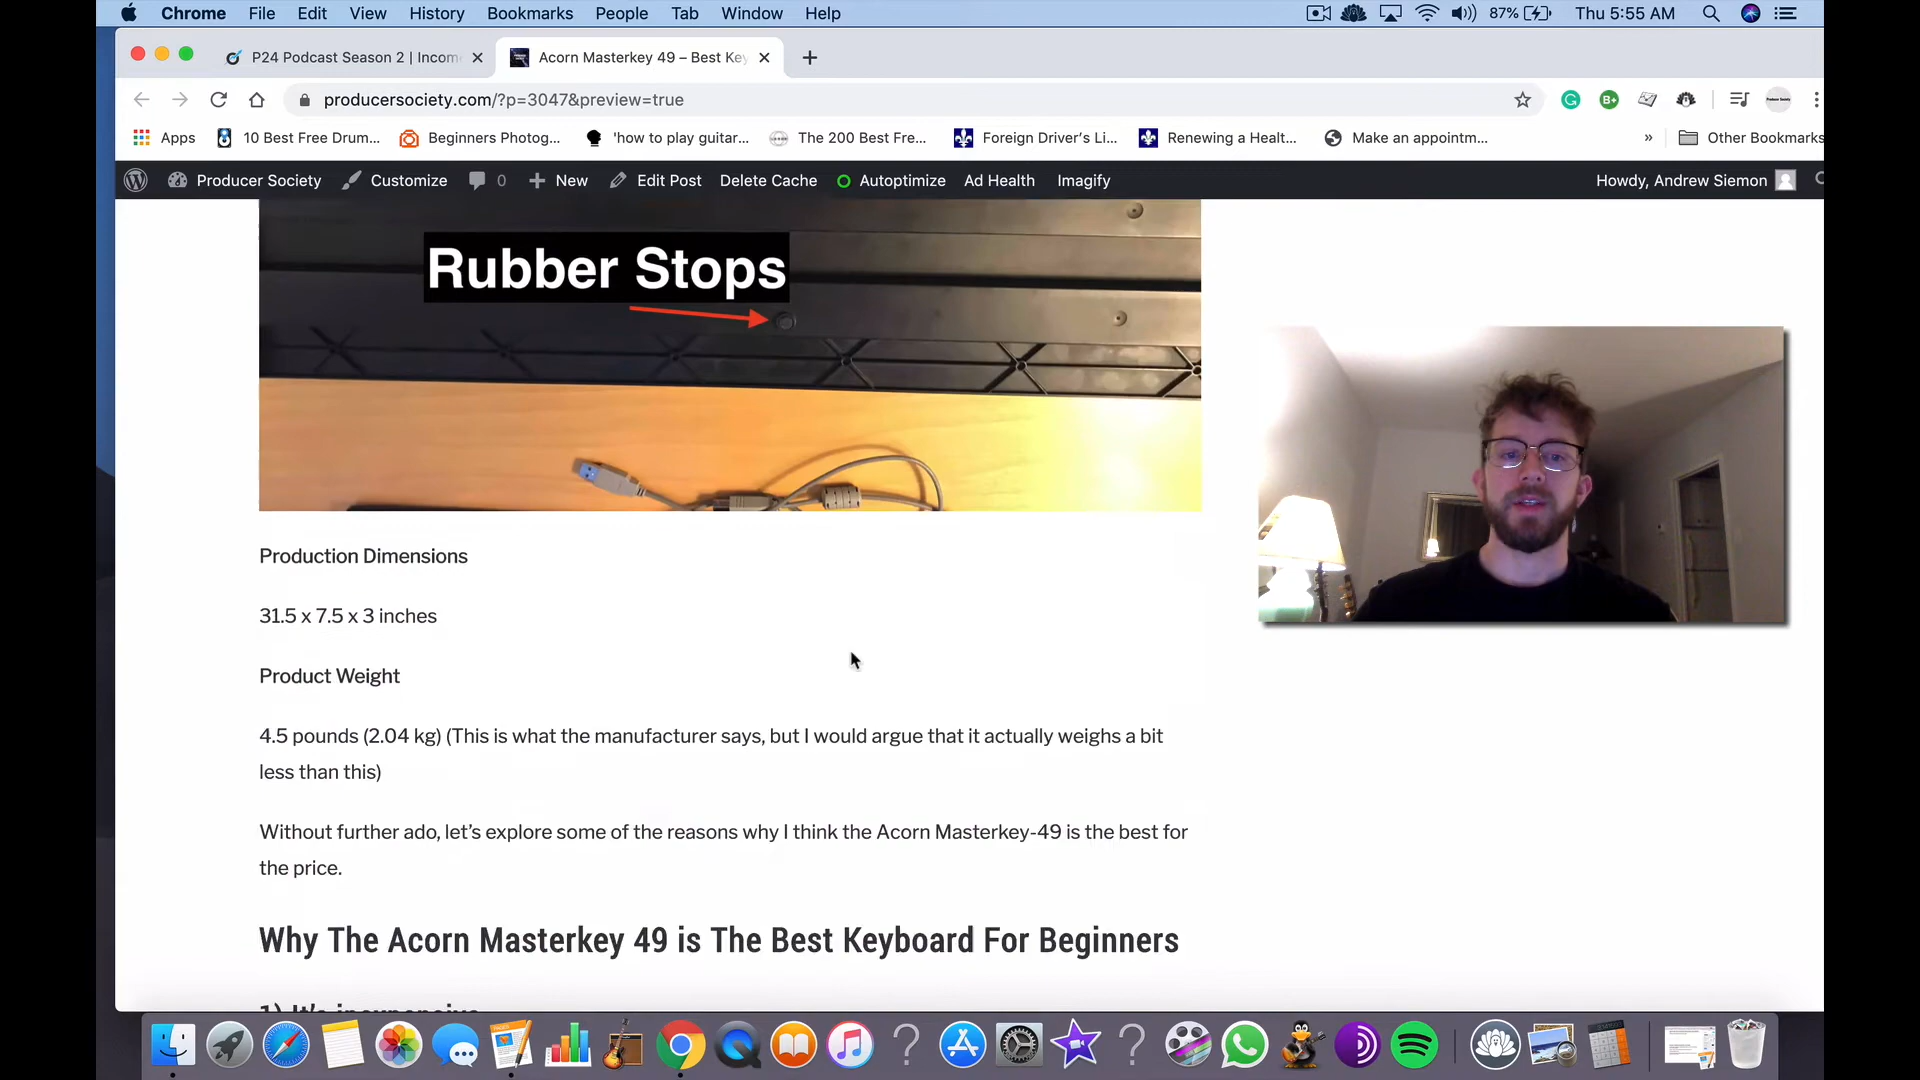 Chrome File Edit View History Bookmarks People Tab Window Help
87% Thu 5:55 AM
P24 Podcast Season 2 | Incom
Acorn Masterkey 49 – Best Key
producersociety.com/?p=3047&preview=true
Apps 10 Best Free Drum... Beginners Photog... 'how to play guitar... The 200 Best Fre... Foreign Driver's Li... Renewing a Healt... Make an appointm... » Other Bookmarks
Producer Society Customize 0 New Edit Post Delete Cache Autoptimize Ad Health Imagify Howdy, Andrew Siemon
Rubber Stops
Production Dimensions
31.5 x 7.5 x 3 inches
Product Weight
4.5 pounds (2.04 kg) (This is what the manufacturer says, but I would argue that it actually weighs a bit
less than this)
Without further ado, let's explore some of the reasons why I think the Acorn Masterkey-49 is the best for
the price.
Why The Acorn Masterkey 49 is The Best Keyboard For Beginners
1) It's inexpensive